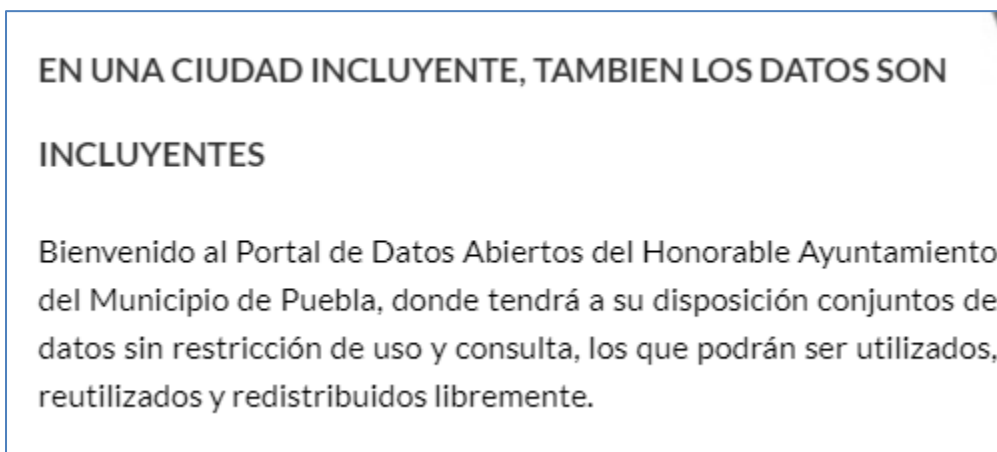 EN UNA CIUDAD INCLUYENTE, TAMBIEN LOS DATOS SON
INCLUYENTES
Bienvenido al Portal de Datos Abiertos del Honorable Ayuntamiento
del Municipio de Puebla, donde tendrá a su disposición conjuntos de
datos sin restricción de uso y consulta, los que podrán ser utilizados,
reutilizados y redistribuidos libremente.